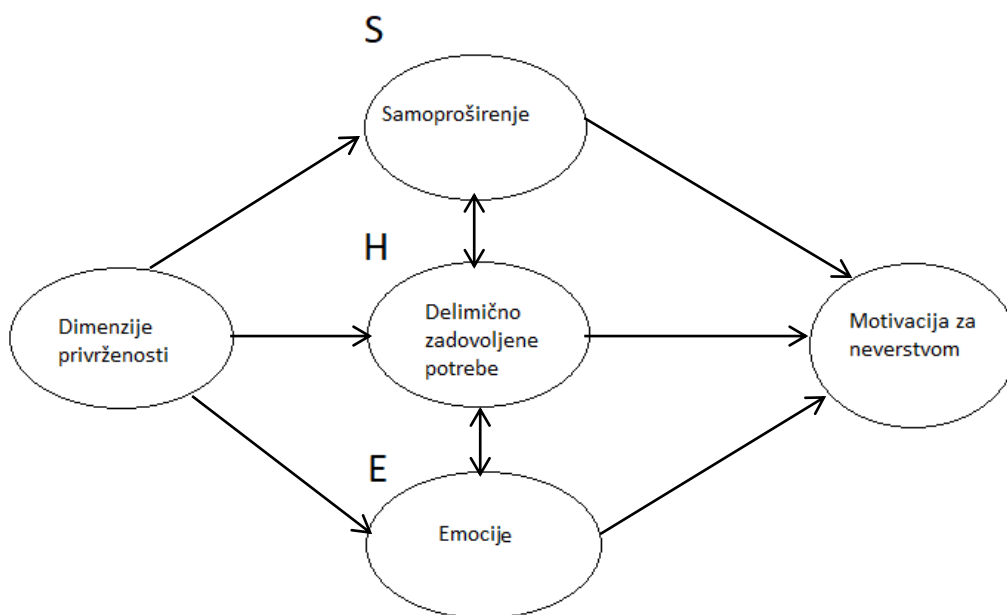 S
Samoproširenje
H
Dimenzije
privrženosti
Delimično
zadovoljene
potrebe
Motivacija za
neverstvom
E
Emocije